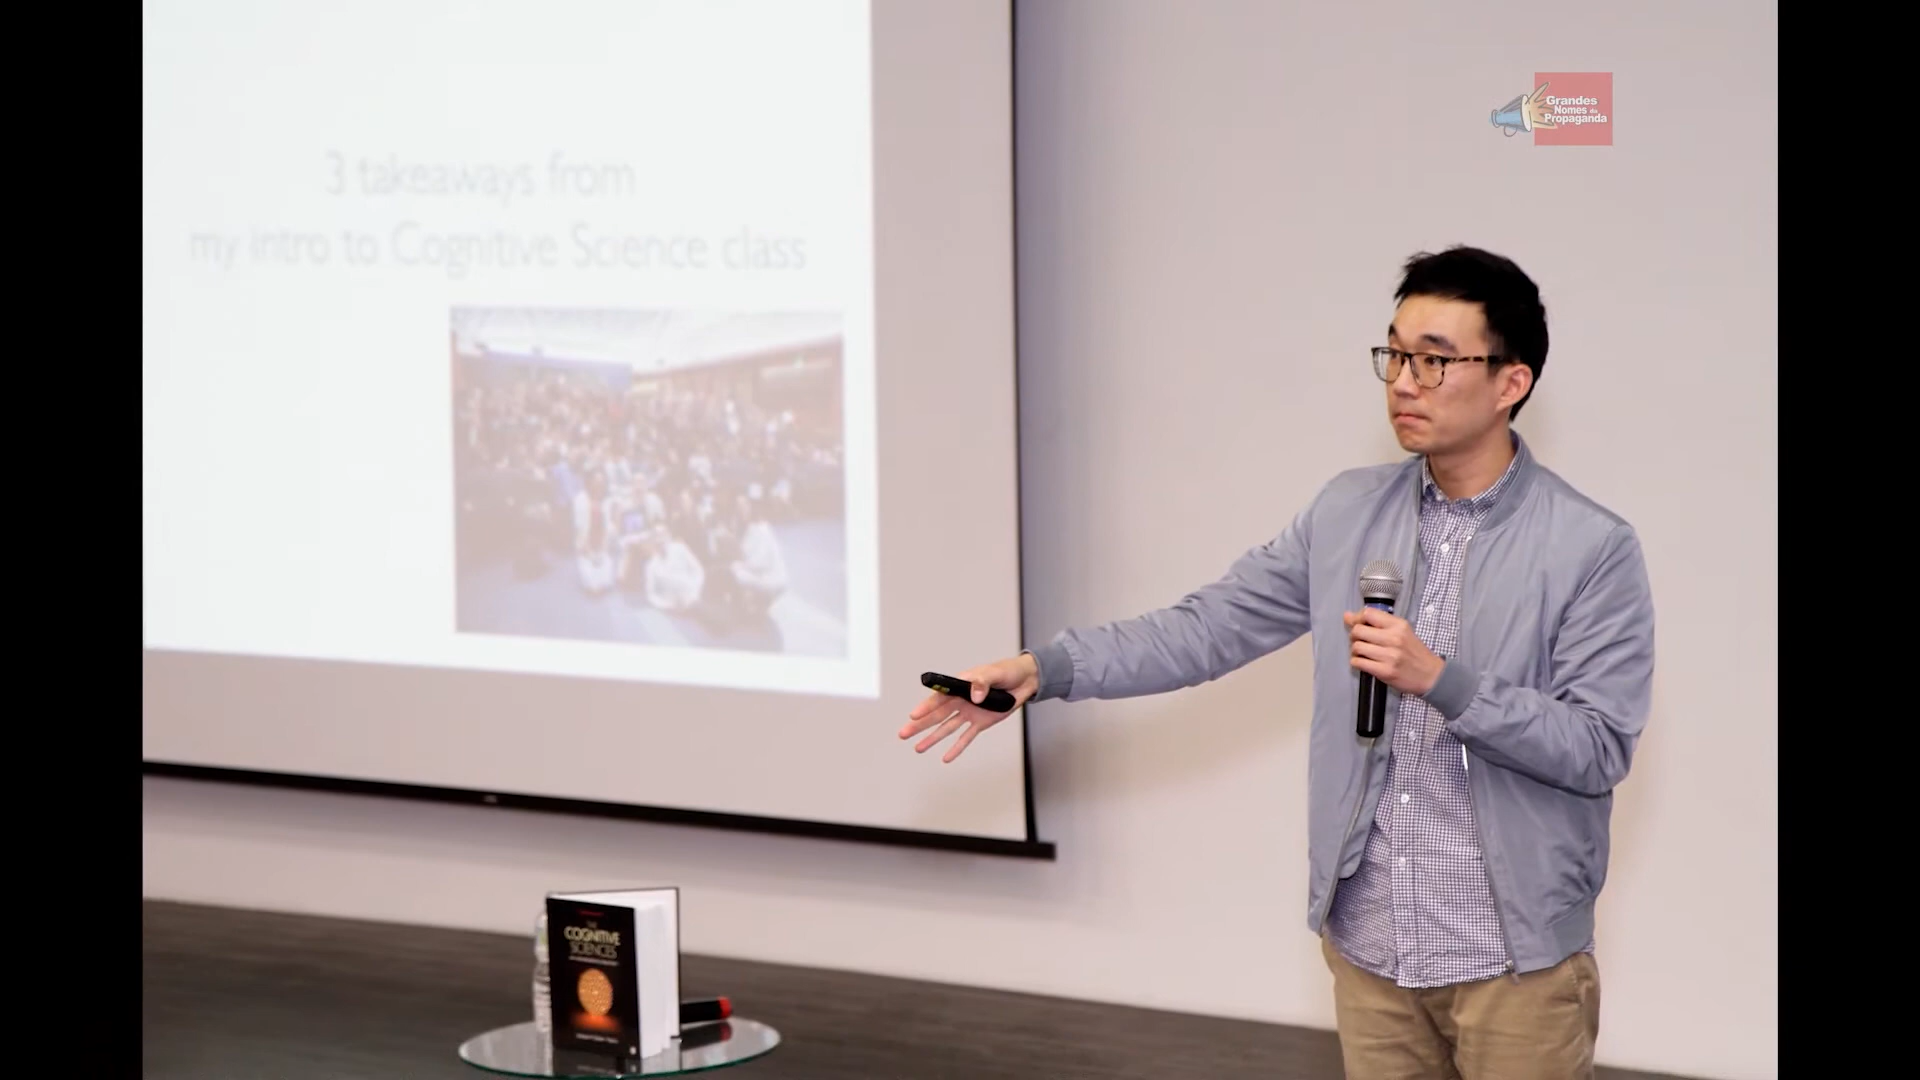 3 takeaways from
my intro to Cognitive Science class
Grandes
Nomes da
Propaganda
THE
COGNITIVE
SCIENCES